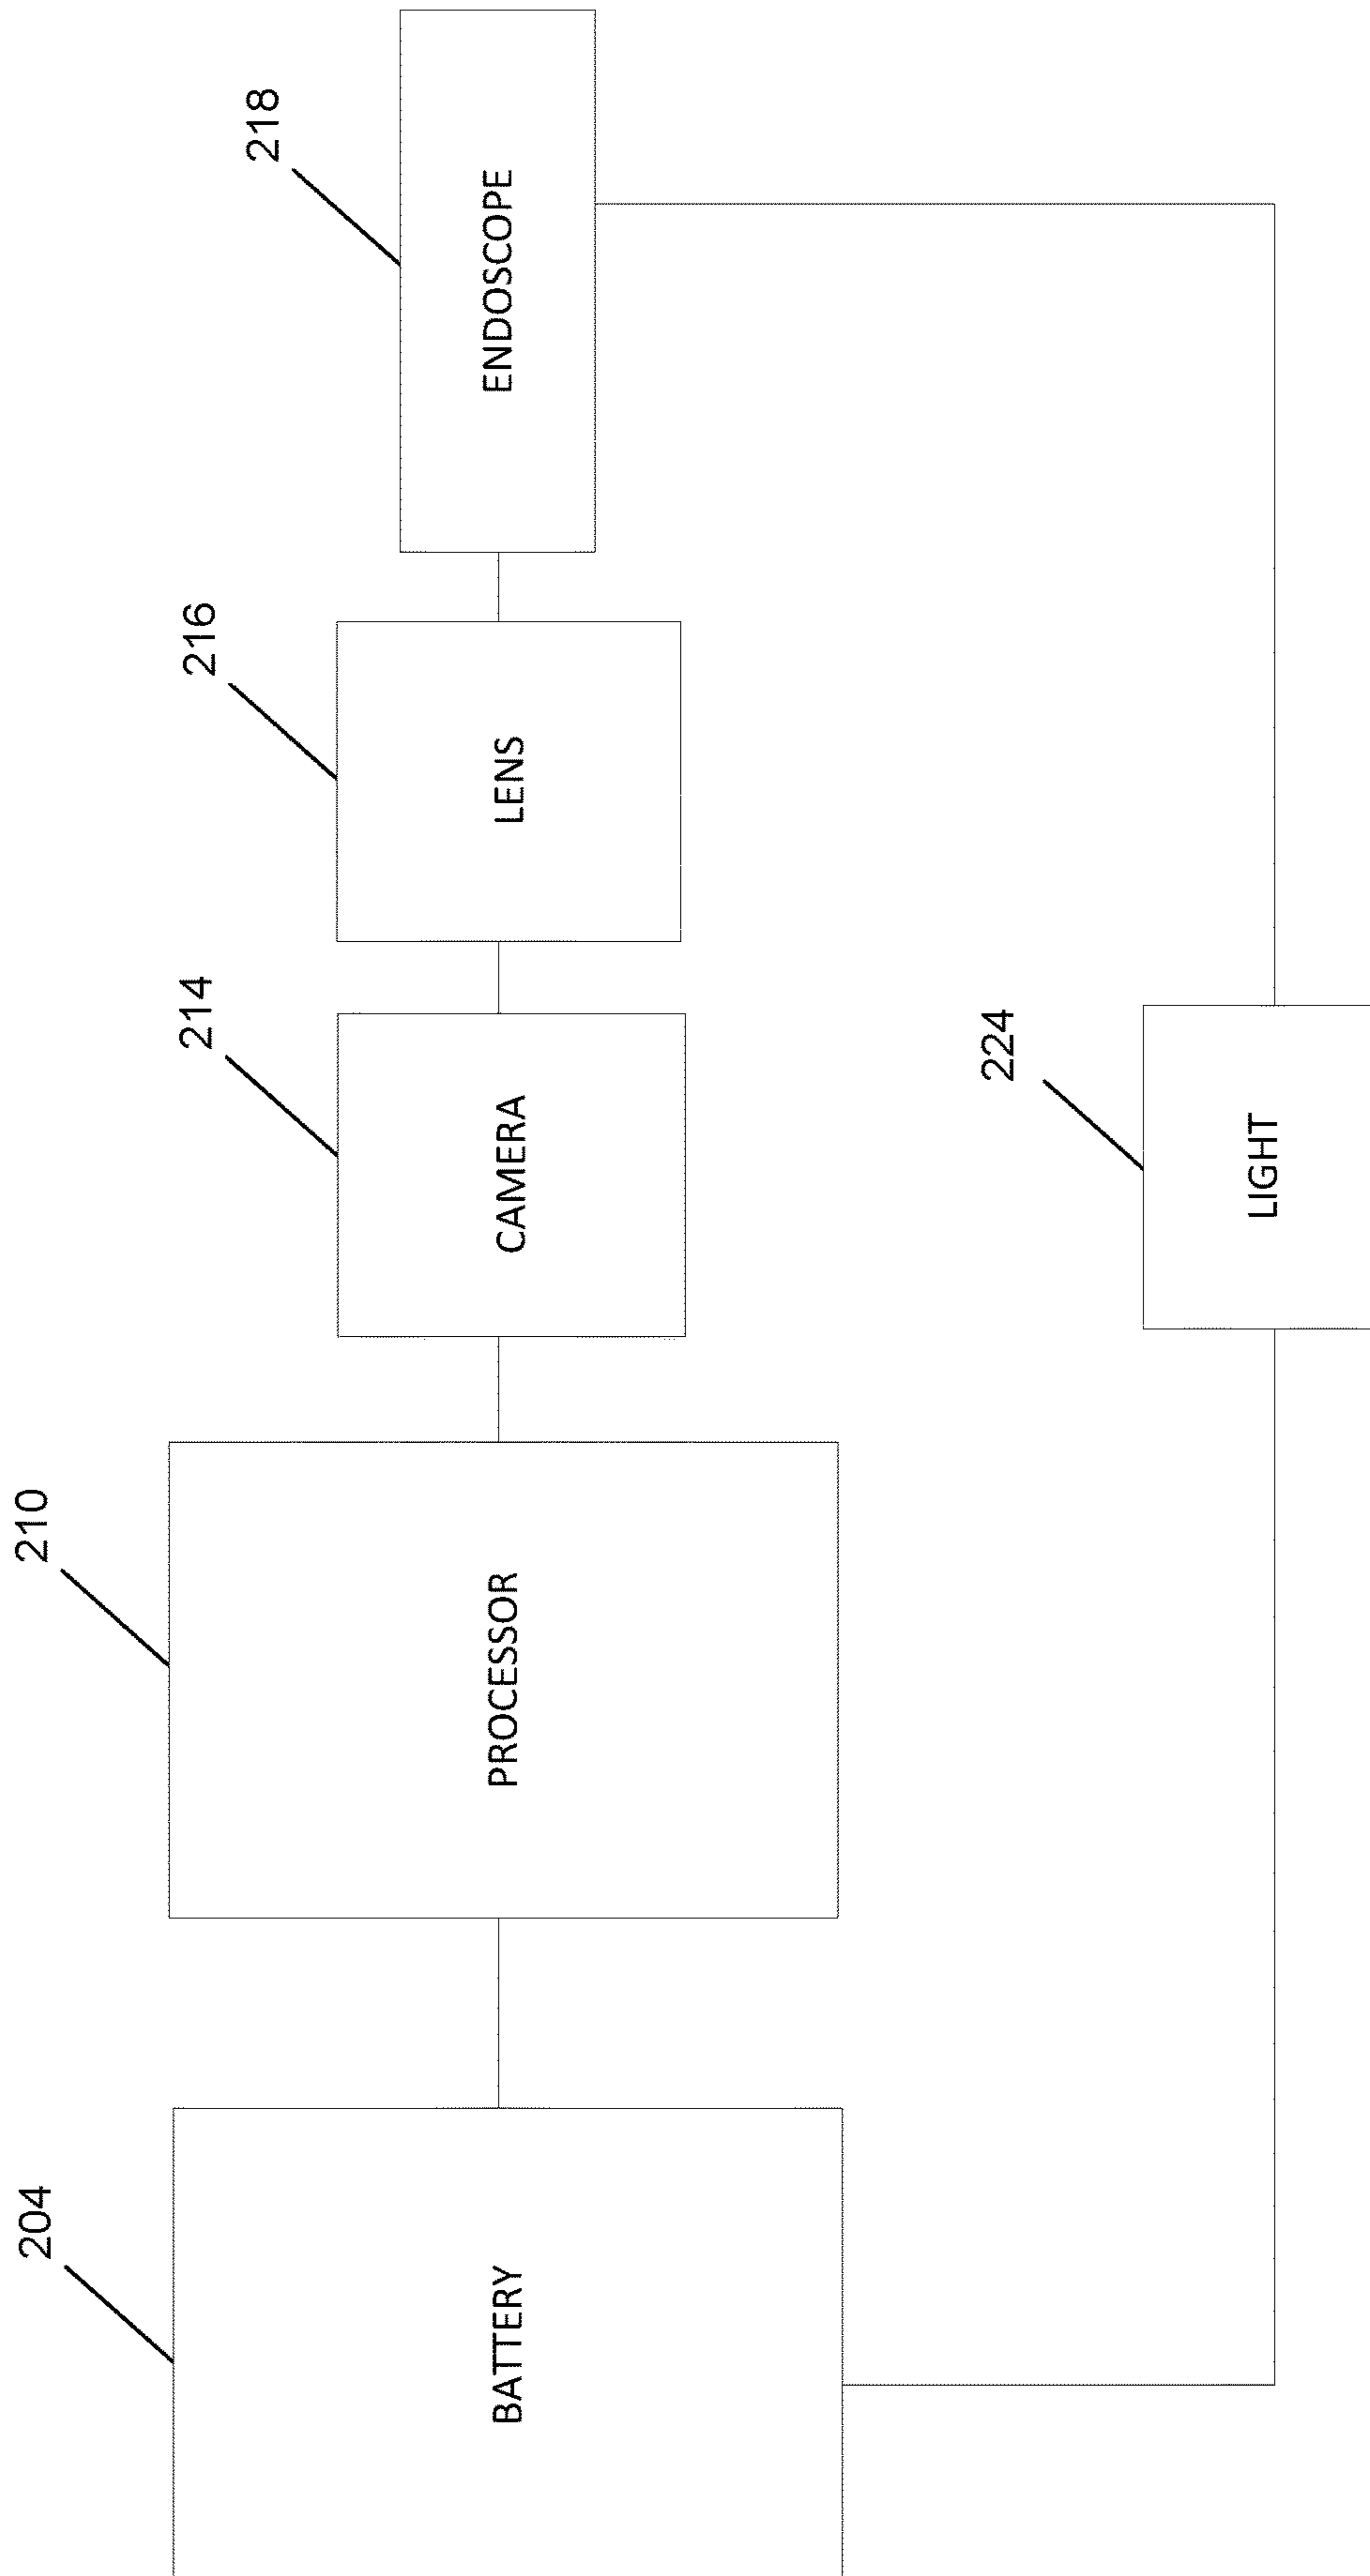 204
BATTERY
210
PROCESSOR
214
CAMERA
216
LENS
218
ENDOSCOPE
224
LIGHT